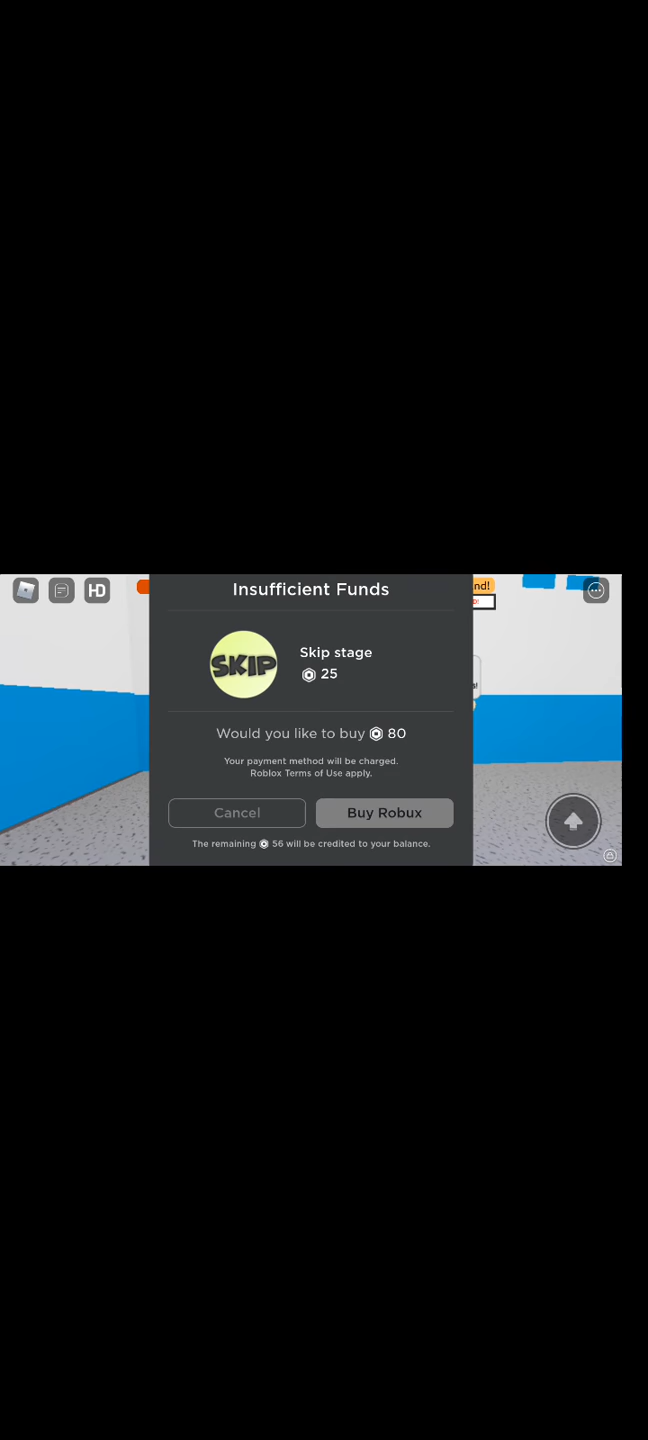 HD
Insufficient Funds
nd!
SKIP
Skip stage
25
Would you like to buy 80
Your payment method will be charged.
Roblox Terms of Use apply.
Cancel
Buy Robux
The remaining 56 will be credited to your balance.